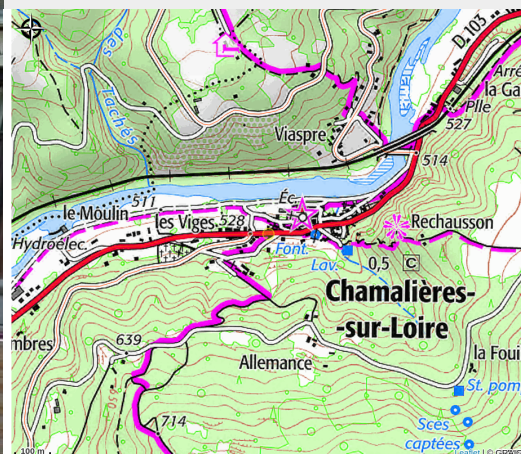 des
Lachès
D 103
Arrê
la Ga
Plle
527
Viaspre
514
511
Éc.
le Moulin
les Viges
528
Rechausson
Hydroélec.
Font.
Lav.
0,5
C
Chamalières-
-sur-Loire
mbres
639
Allemance
la Foui
St. pom
714
Sces
captées
100 m
Leaflet | ©